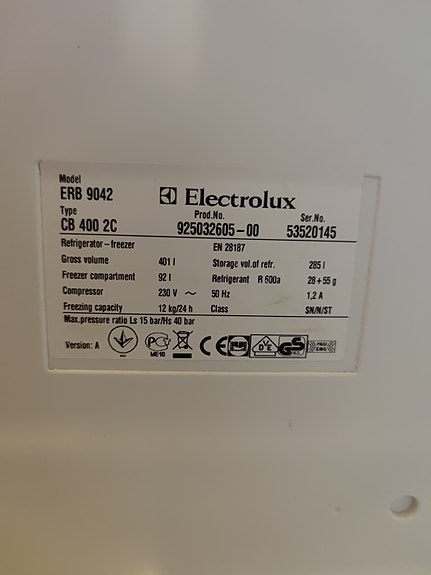 Model
ERB 9042
Electrolux
Type Prod.No. Ser.No.
CB 400 2C 925032605-00 53520145
Refrigerator-freezer EN 28187
Gross volume 401 l Storage vol.of refr. 285 l
Freezer compartment 92 l Refrigerant R 600a 28+55 g
Compressor 230 V ~ 50 Hz 1,2 A
Freezing capacity 12 kg/24 h Class SN/N/ST
Max.pressure ratio Ls 15 bar/Hs 40 bar
Version: A ME10 CE VDE GS